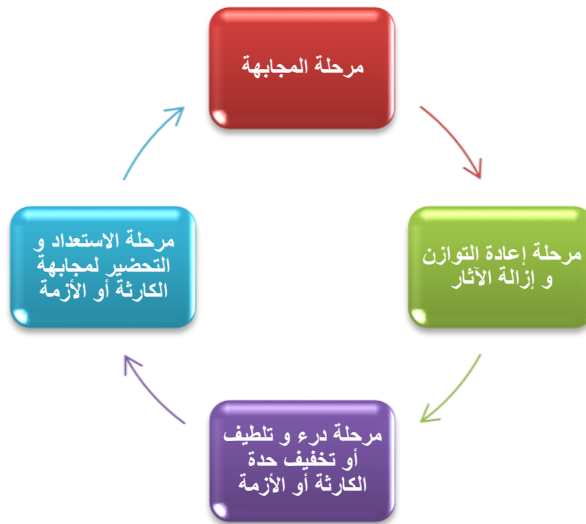 مرحلة المجابهة
مرحلة إعادة التوازن
و إزالة الآثار
مرحلة درء و تلطيف
أو تخفيف حدة
الكارثة أو الأزمة
مرحلة الاستعداد و
التحضير لمجابهة
الكارثة أو الأزمة